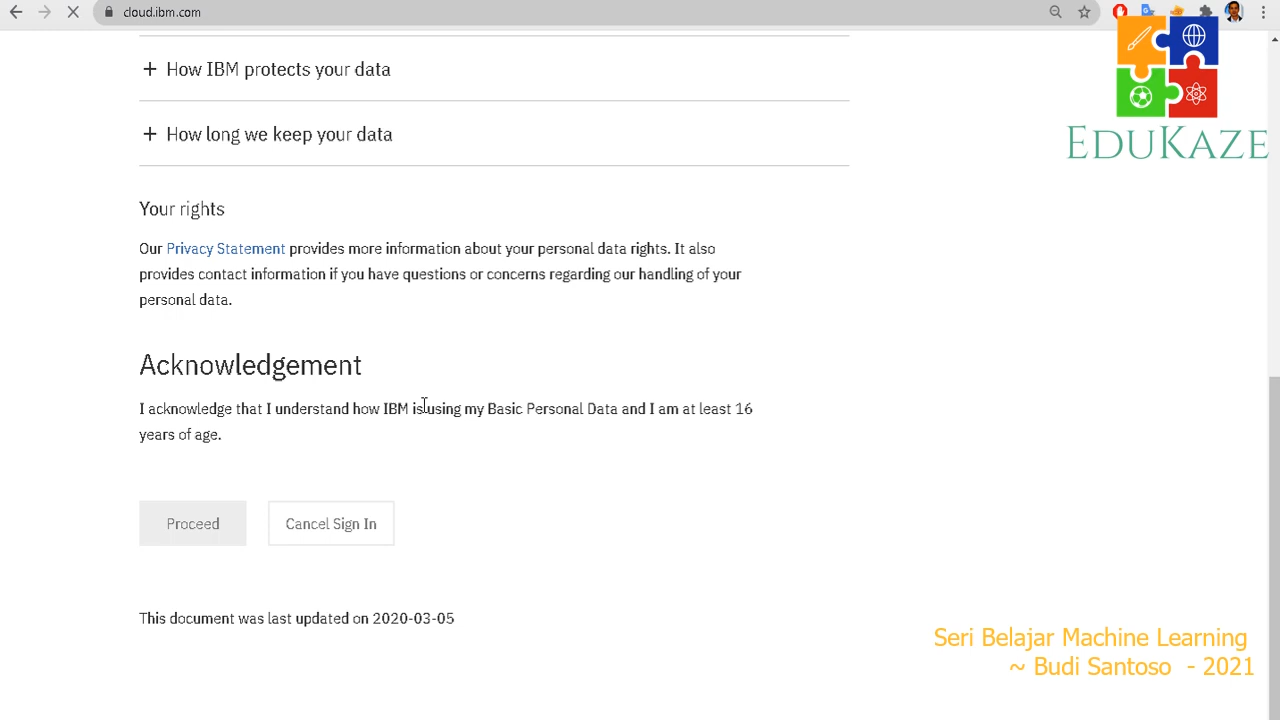 cloud.ibm.com
EDUKAZE
+ How IBM protects your data
+ How long we keep your data
Your rights
Our Privacy Statement provides more information about your personal data rights. It also
provides contact information if you have questions or concerns regarding our handling of your
personal data.
Acknowledgement
I acknowledge that I understand how IBM is using my Basic Personal Data and I am at least 16
years of age.
Proceed
Cancel Sign In
This document was last updated on 2020-03-05
Seri Belajar Machine Learning
~ Budi Santoso - 2021